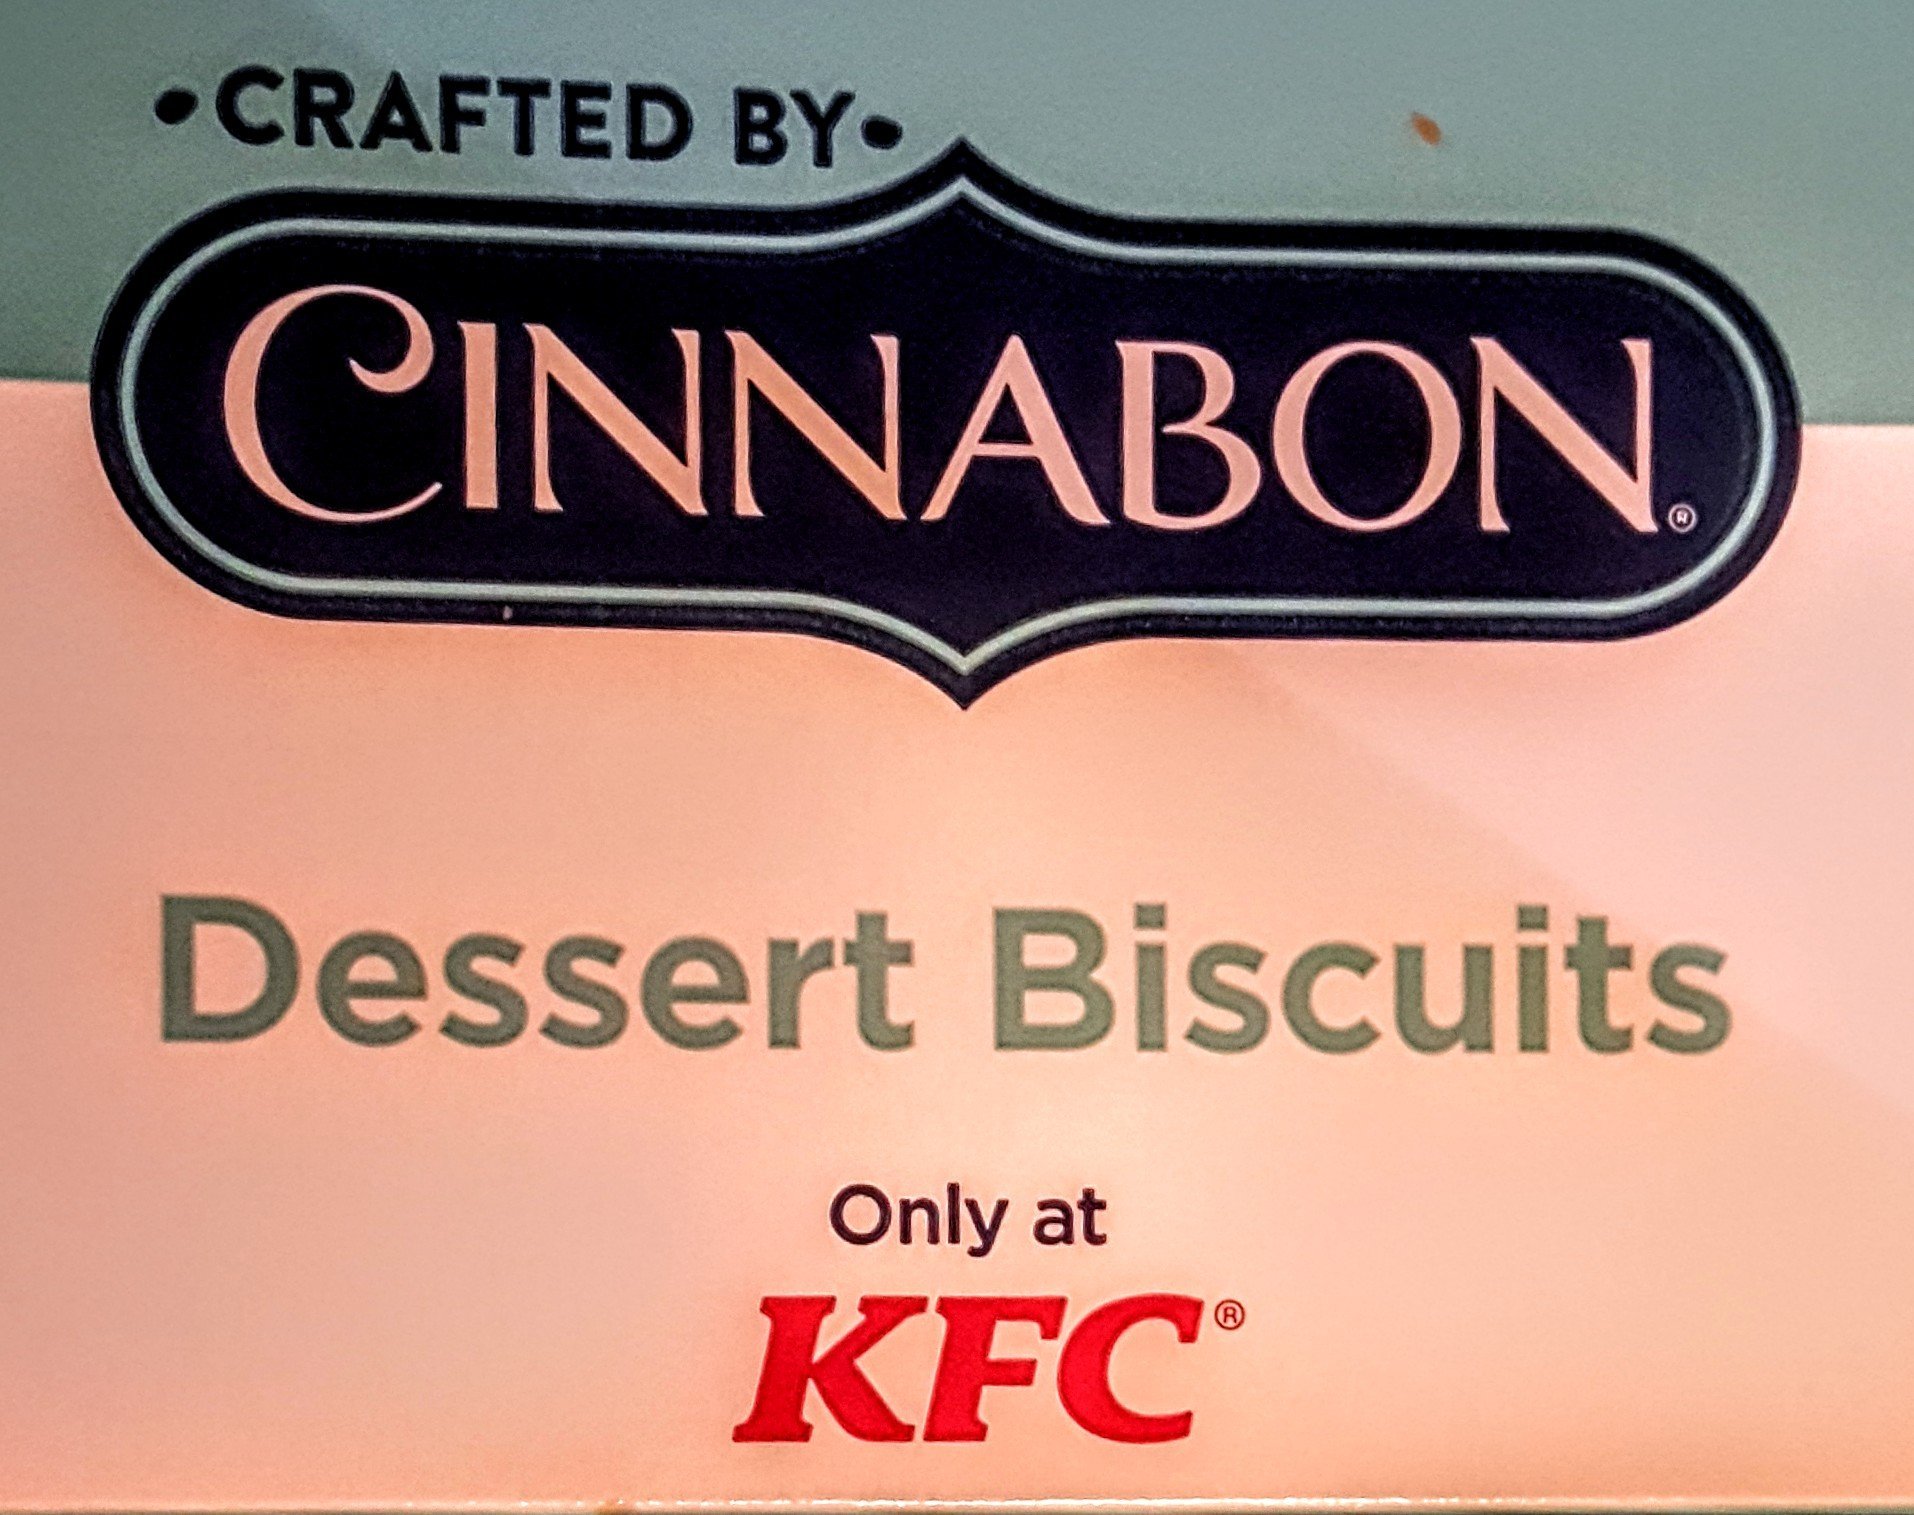 •CRAFTED BY•
CINNABON®
Dessert Biscuits
Only at
KFC®